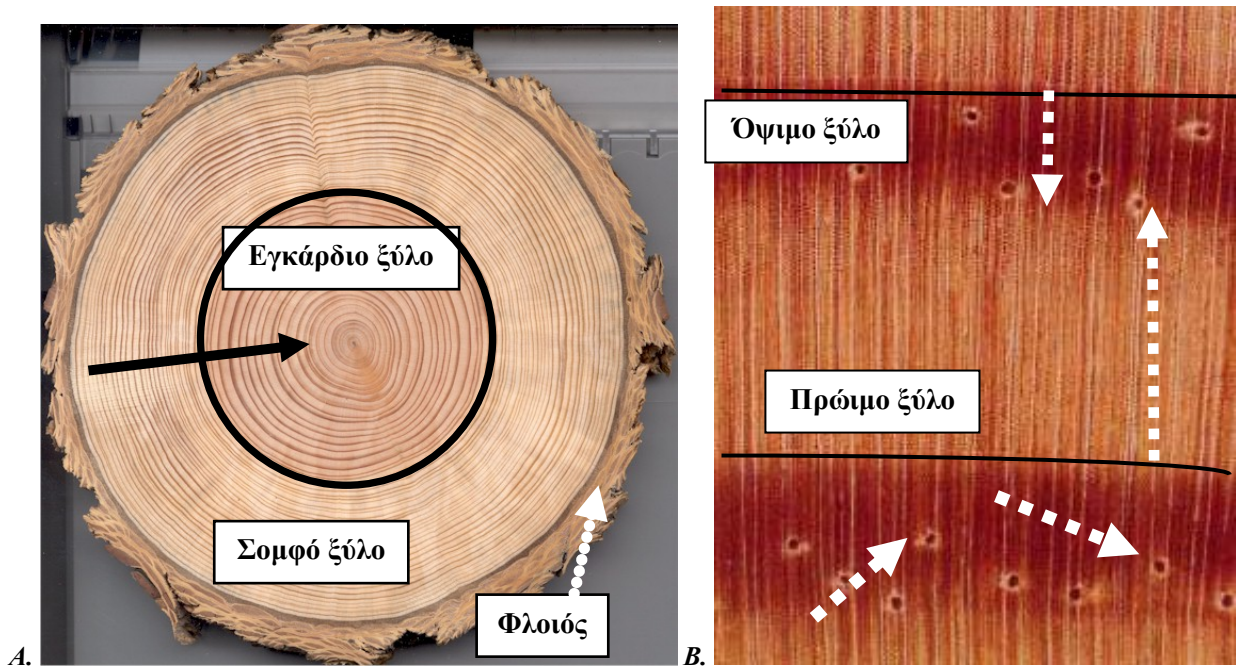 Εγκάρδιο ξύλο
Σομφό ξύλο
Φλοιός
Α.
Όψιμο ξύλο
Πρώιμο ξύλο
Β.